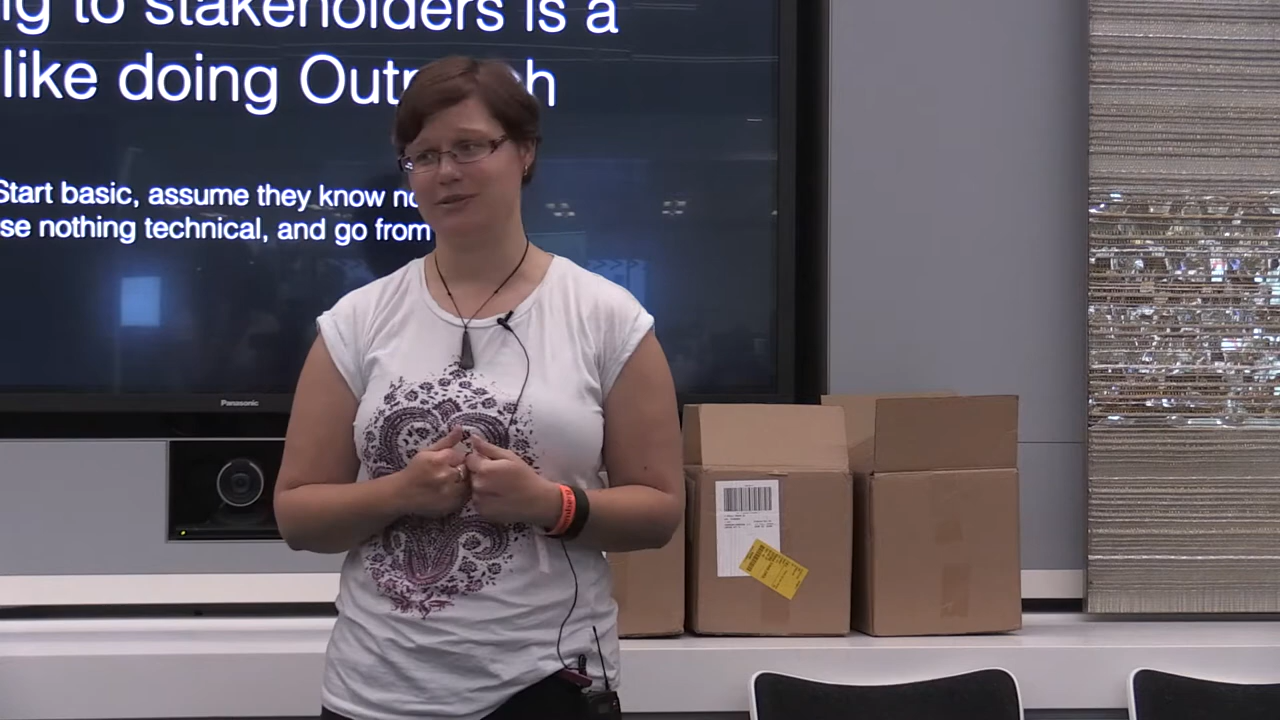 ng to stakeholders is a
like doing Outr ch
Start basic, assume they know no
se nothing technical, and go from
Panasonic